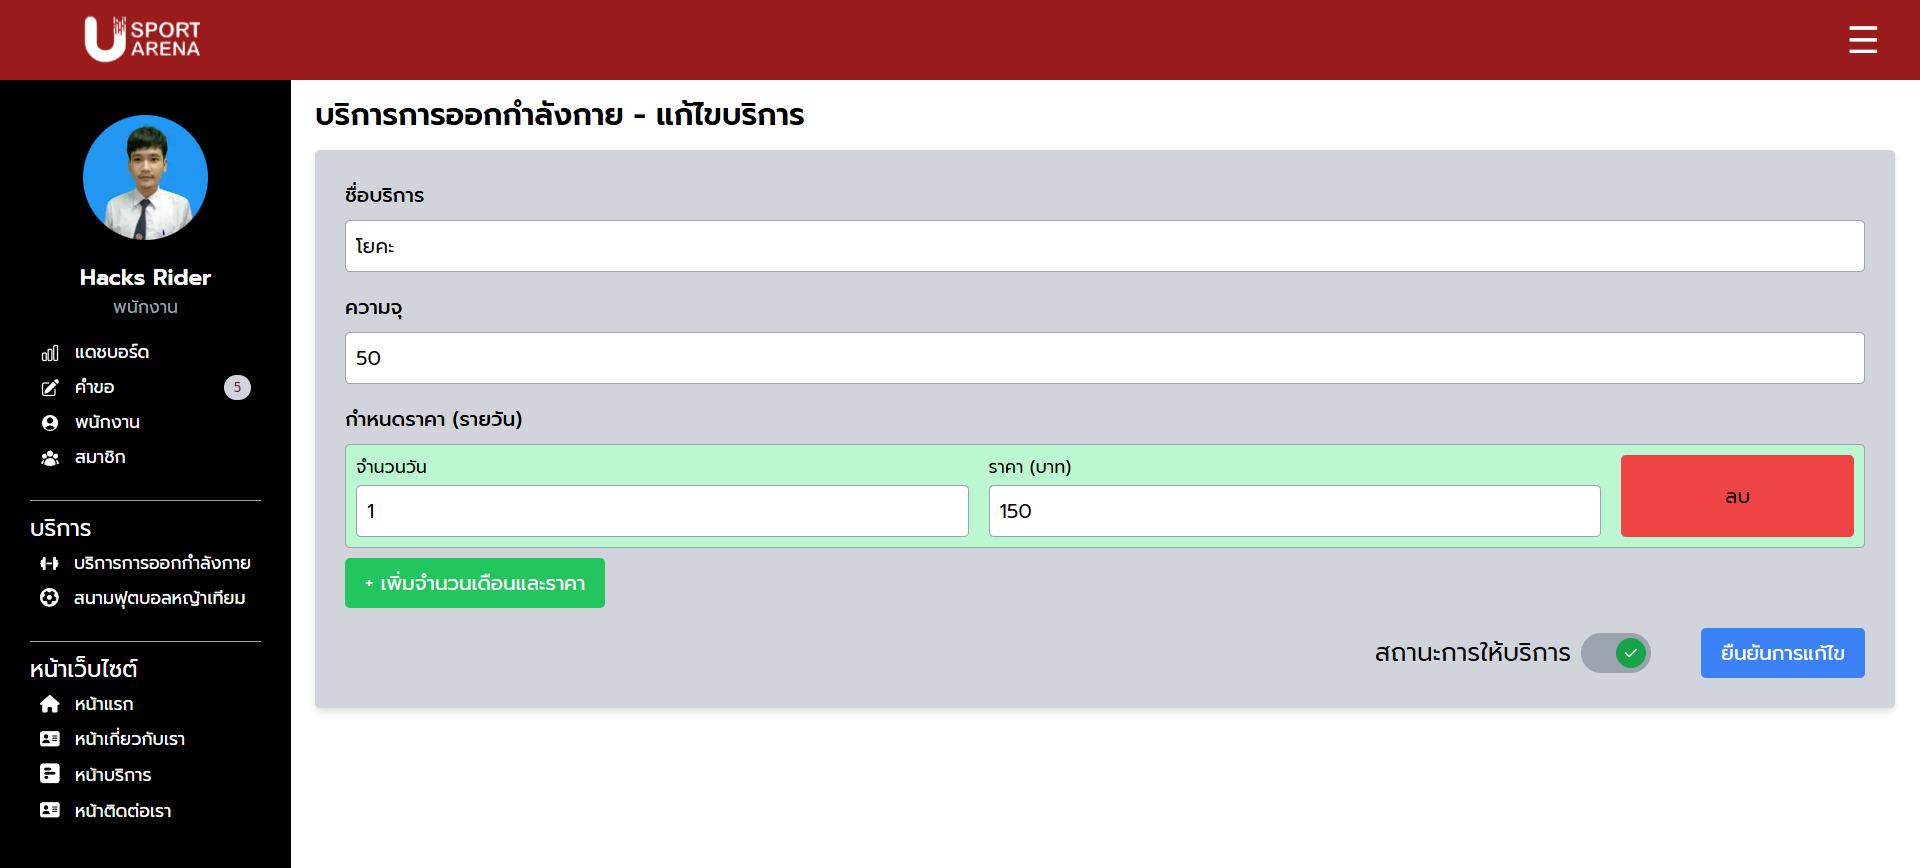 U SPORT
ARENA
Hacks Rider
พนักงาน
แดชบอร์ด
คำขอ 5
พนักงาน
สมาชิก
บริการ
บริการการออกกำลังกาย
สนามฟุตบอลหญ้าเทียม
หน้าเว็บไซต์
หน้าแรก
หน้าเกี่ยวกับเรา
หน้าบริการ
หน้าติดต่อเรา
บริการการออกกำลังกาย - แก้ไขบริการ
ชื่อบริการ
โยคะ
ความจุ
50
กำหนดราคา (รายวัน)
จำนวนวัน ราคา (บาท)
1 150 ลบ
+ เพิ่มจำนวนเดือนและราคา
สถานะการให้บริการ ยืนยันการแก้ไข